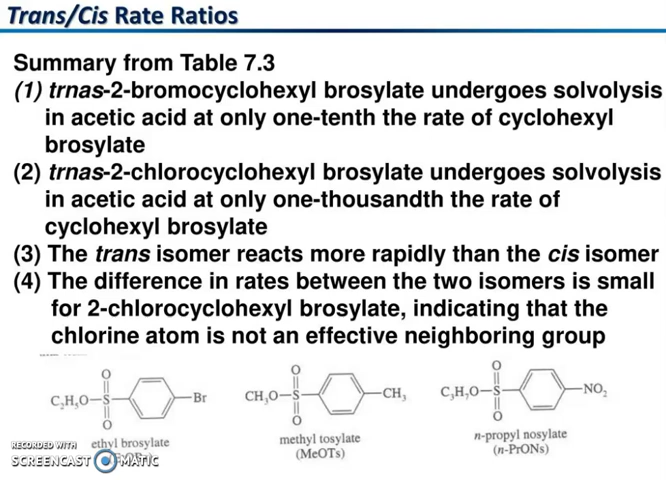 Trans/Cis Rate Ratios
Summary from Table 7.3
(1) trnas-2-bromocyclohexyl brosylate undergoes solvolysis
in acetic acid at only one-tenth the rate of cyclohexyl
brosylate
(2) trnas-2-chlorocyclohexyl brosylate undergoes solvolysis
in acetic acid at only one-thousandth the rate of
cyclohexyl brosylate
(3) The trans isomer reacts more rapidly than the cis isomer
(4) The difference in rates between the two isomers is small
for 2-chlorocyclohexyl brosylate, indicating that the
chlorine atom is not an effective neighboring group
O O O
C₂H₅O–S– –Br CH₃O–S– –CH₃ C₃H₇O–S– –NO₂
O O O
ethyl brosylate methyl tosylate n-propyl nosylate
(MeOTs) (n-PrONs)
RECORDED WITH
SCREENCAST MATIC